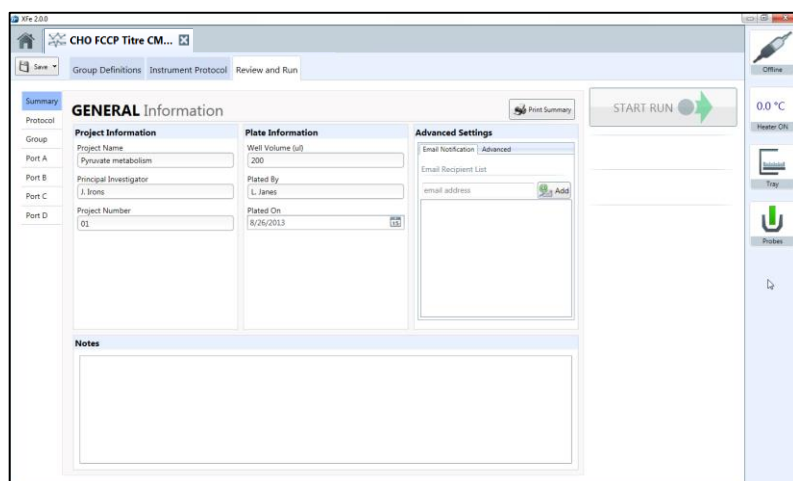 XFe 2.0.0
CHO FCCP Titre CM...
Save
Group Definitions Instrument Protocol Review and Run
Offline
Summary
Protocol
Group
Port A
Port B
Port C
Port D
GENERAL Information
Print Summary
START RUN
0.0 °C
Heater ON
Project Information
Project Name
Pyruvate metabolism
Principal Investigator
J. Irons
Project Number
01
Plate Information
Well Volume (ul)
200
Plated By
L. Janes
Plated On
8/26/2013
Advanced Settings
Email Notification Advanced
Email Recipient List
email address
Add
Tray
Probes
Notes